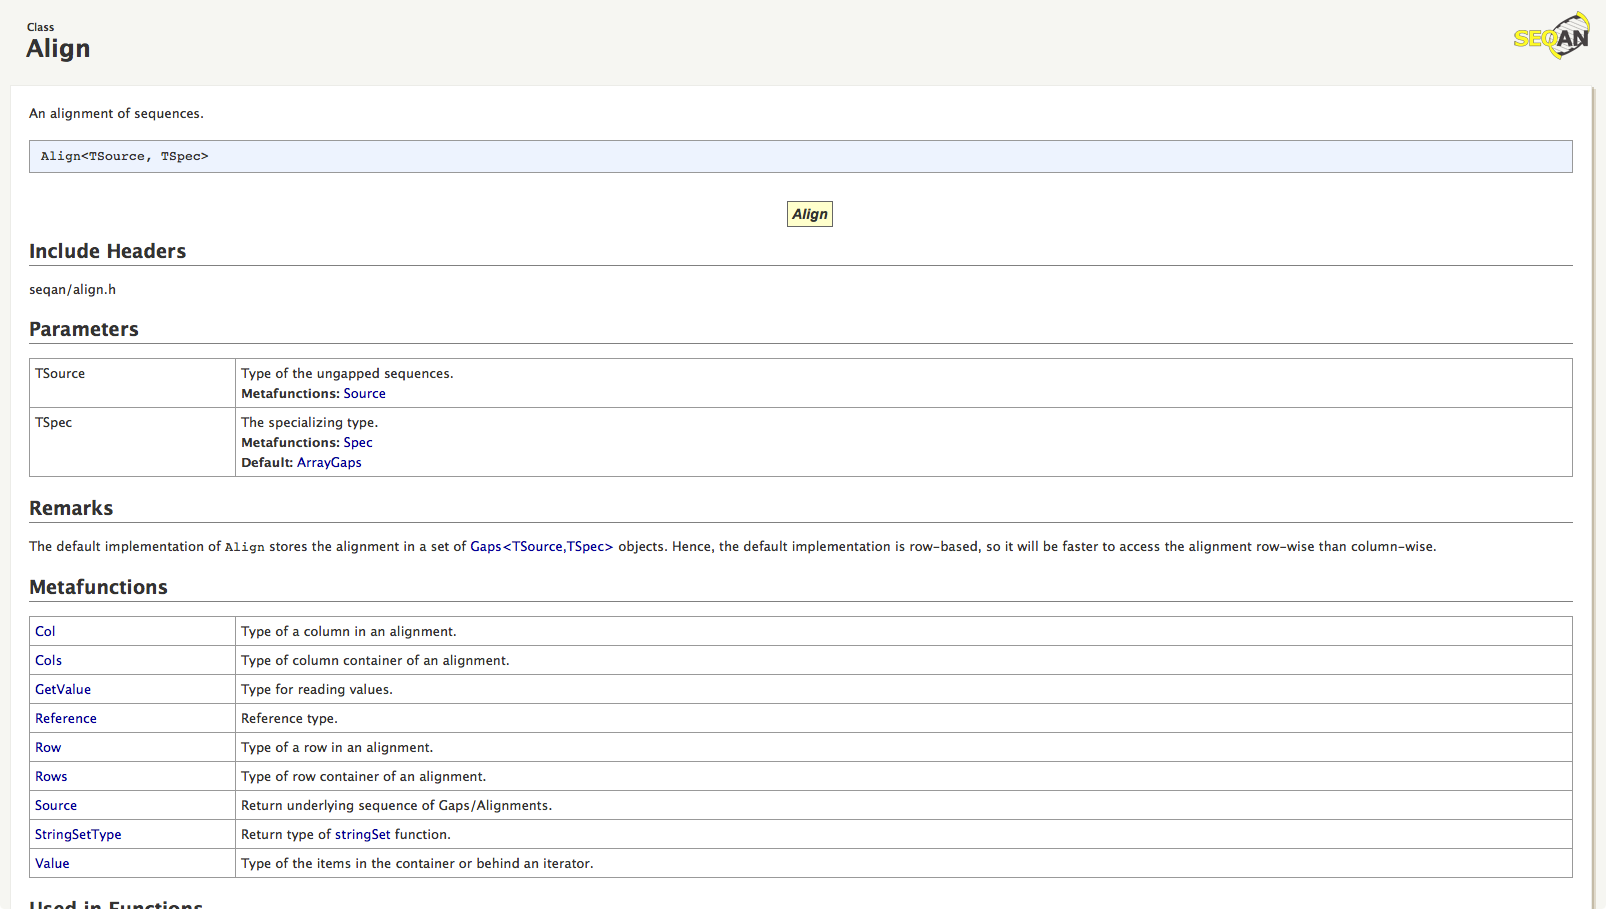 Class
Align
SEQAN
An alignment of sequences.
Align<TSource, TSpec>
Align
Include Headers
seqan/align.h
Parameters
TSource Type of the ungapped sequences.
Metafunctions: Source
TSpec The specializing type.
Metafunctions: Spec
Default: ArrayGaps
Remarks
The default implementation of Align stores the alignment in a set of Gaps<TSource,TSpec> objects. Hence, the default implementation is row-based, so it will be faster to access the alignment row-wise than column-wise.
Metafunctions
Col Type of a column in an alignment.
Cols Type of column container of an alignment.
GetValue Type for reading values.
Reference Reference type.
Row Type of a row in an alignment.
Rows Type of row container of an alignment.
Source Return underlying sequence of Gaps/Alignments.
StringSetType Return type of stringSet function.
Value Type of the items in the container or behind an iterator.
Used in Functions